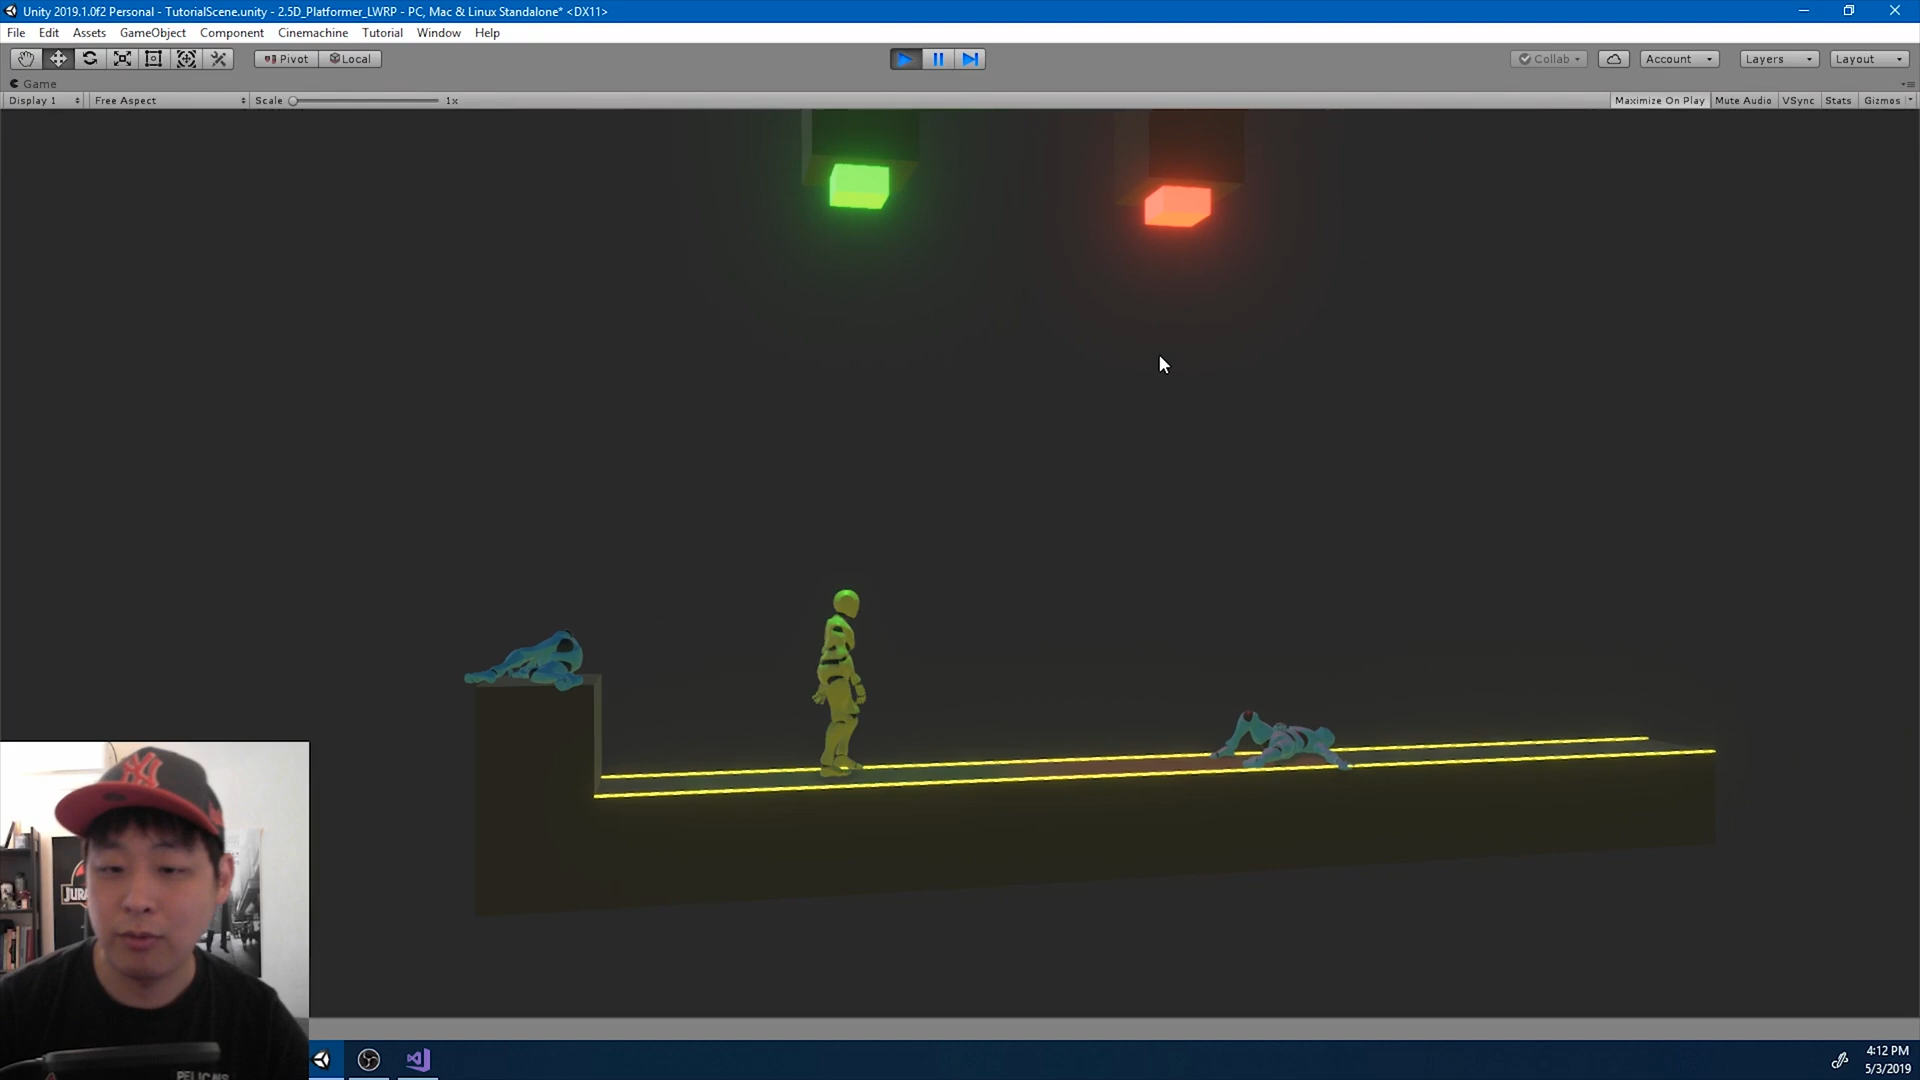 Unity 2019.1.0f2 Personal - TutorialScene.unity - 2.5D_Platformer_LWRP - PC, Mac & Linux Standalone* <DX11>
File Edit Assets GameObject Component Cinemachine Tutorial Window Help
Pivot Local Collab Account Layers Layout
Game
Display 1 Free Aspect Scale 1x Maximize On Play Mute Audio VSync Stats Gizmos
JURA
PELICANS
4:12 PM
5/3/2019